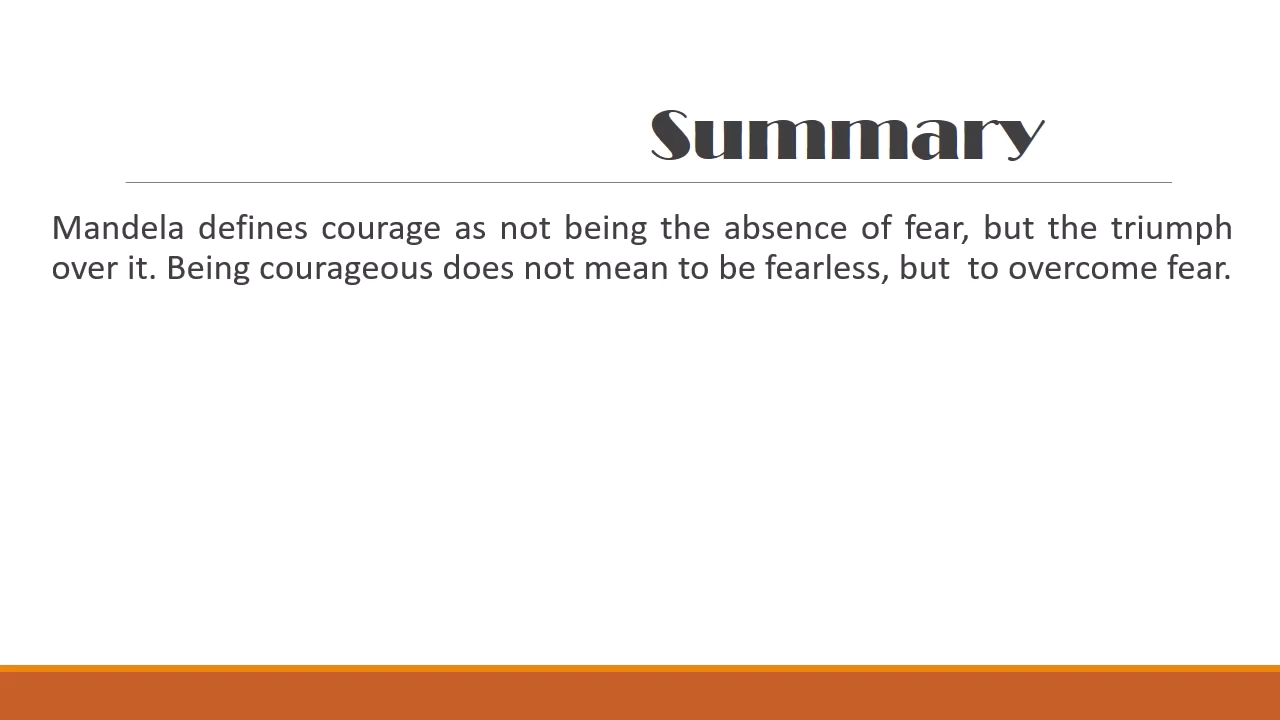 Summary
Mandela defines courage as not being the absence of fear, but the triumph
over it. Being courageous does not mean to be fearless, but  to overcome fear.